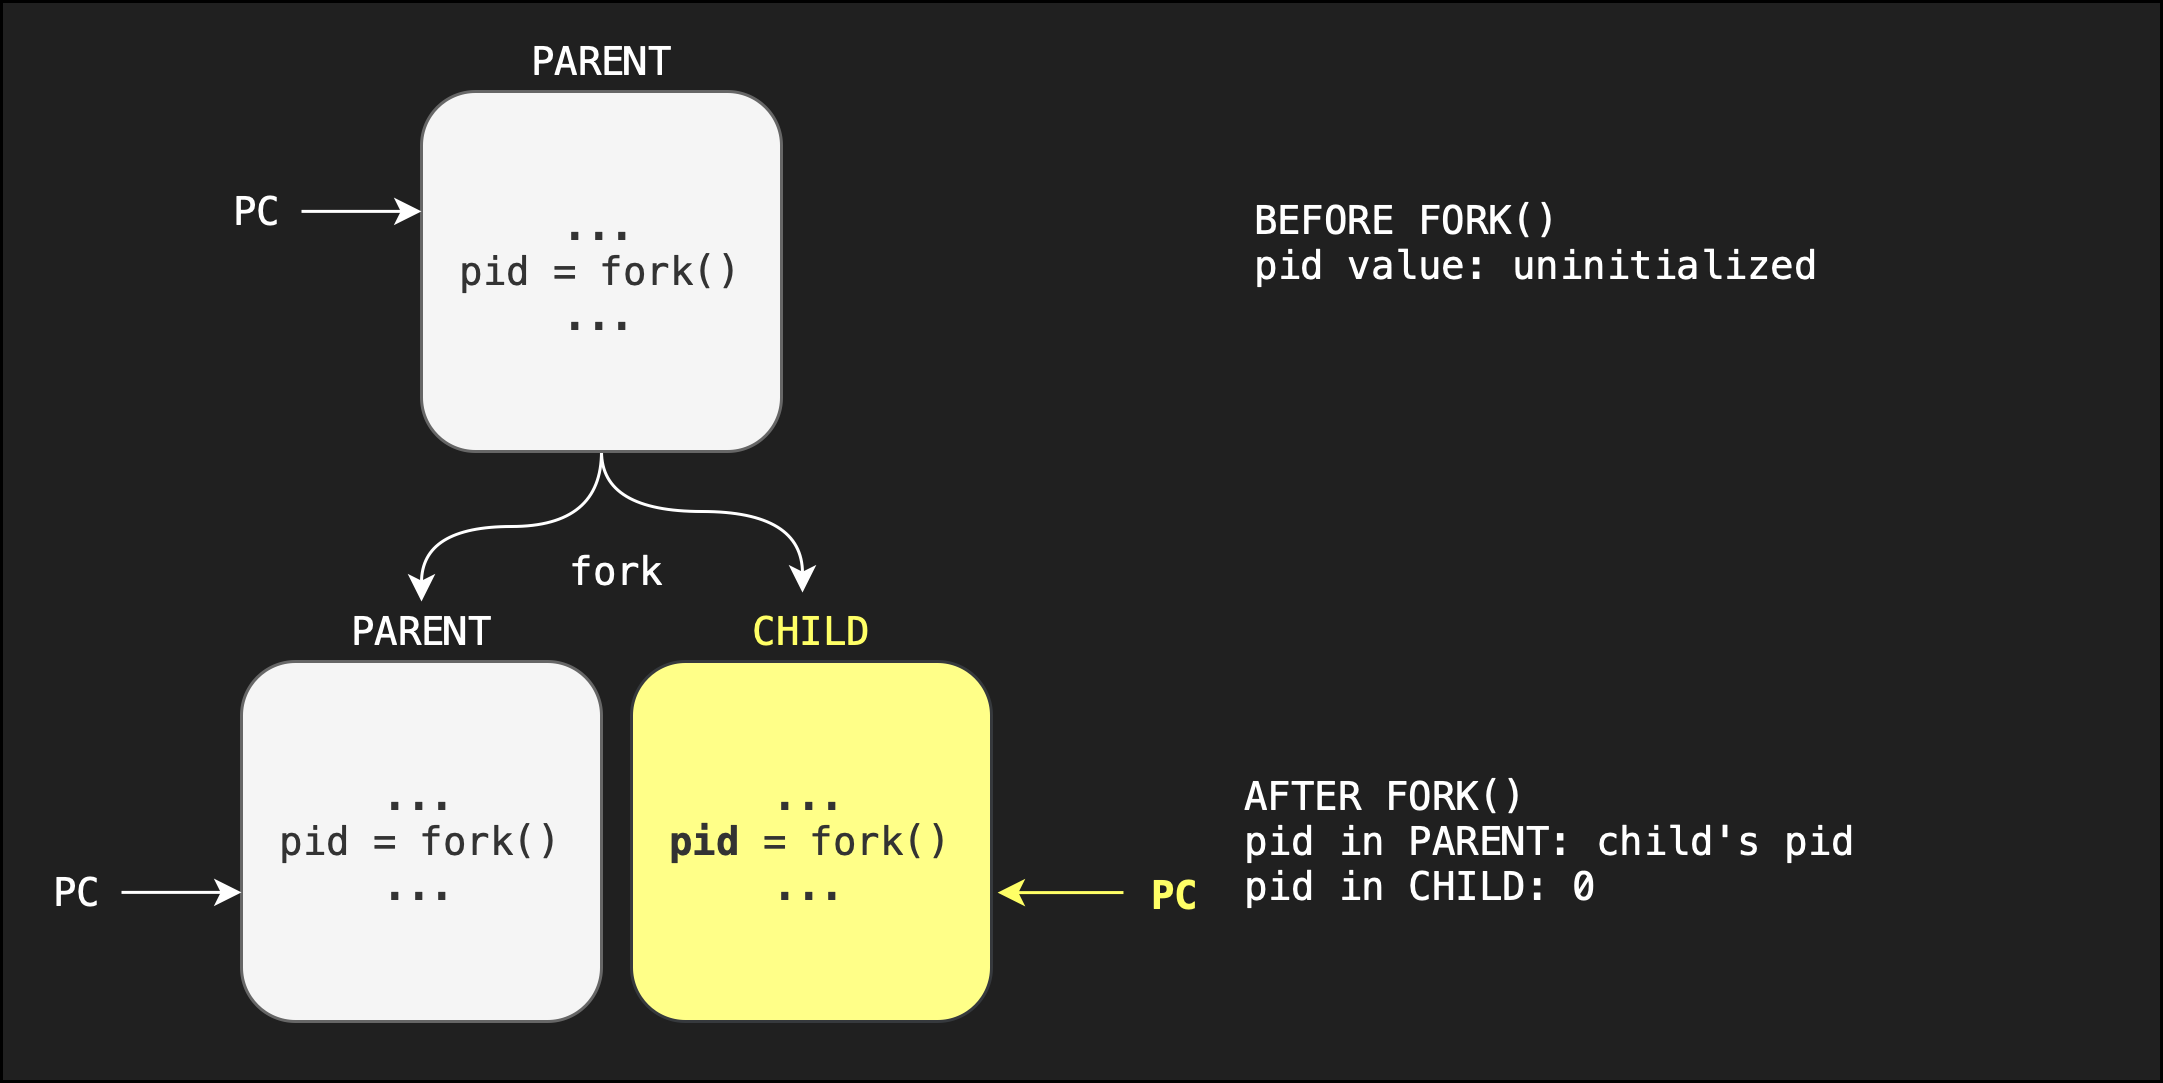 PARENT
PC
...
pid = fork()
...
BEFORE FORK()
pid value: uninitialized
fork
PARENT
CHILD
...
pid = fork()
...
PC
...
pid = fork()
...
PC
AFTER FORK()
pid in PARENT: child's pid
pid in CHILD: 0